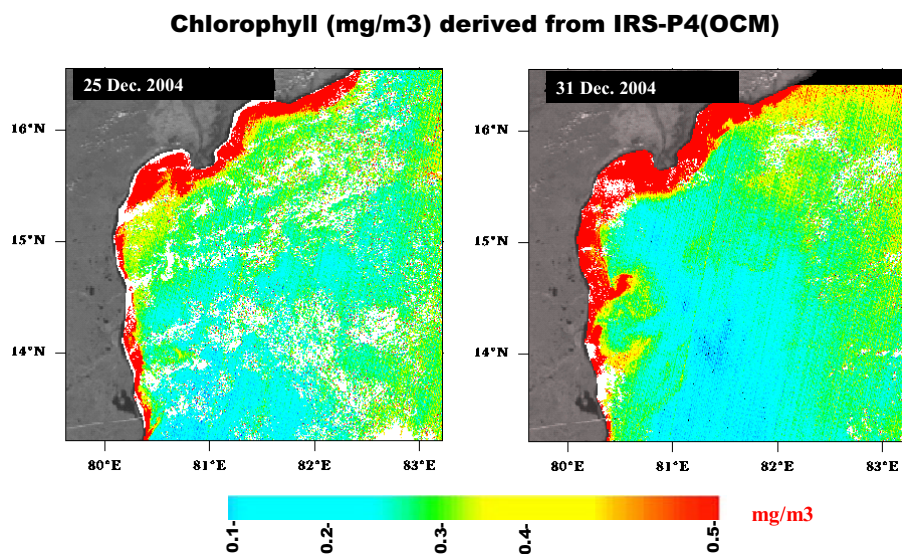 Chlorophyll (mg/m3) derived from IRS-P4(OCM)
25 Dec. 2004
31 Dec. 2004
16°N
15°N
14°N
80°E 81°E 82°E 83°E
16°N
15°N
14°N
80°E 81°E 82°E 83°E
0.1- 0.2- 0.3- 0.4- 0.5- mg/m3